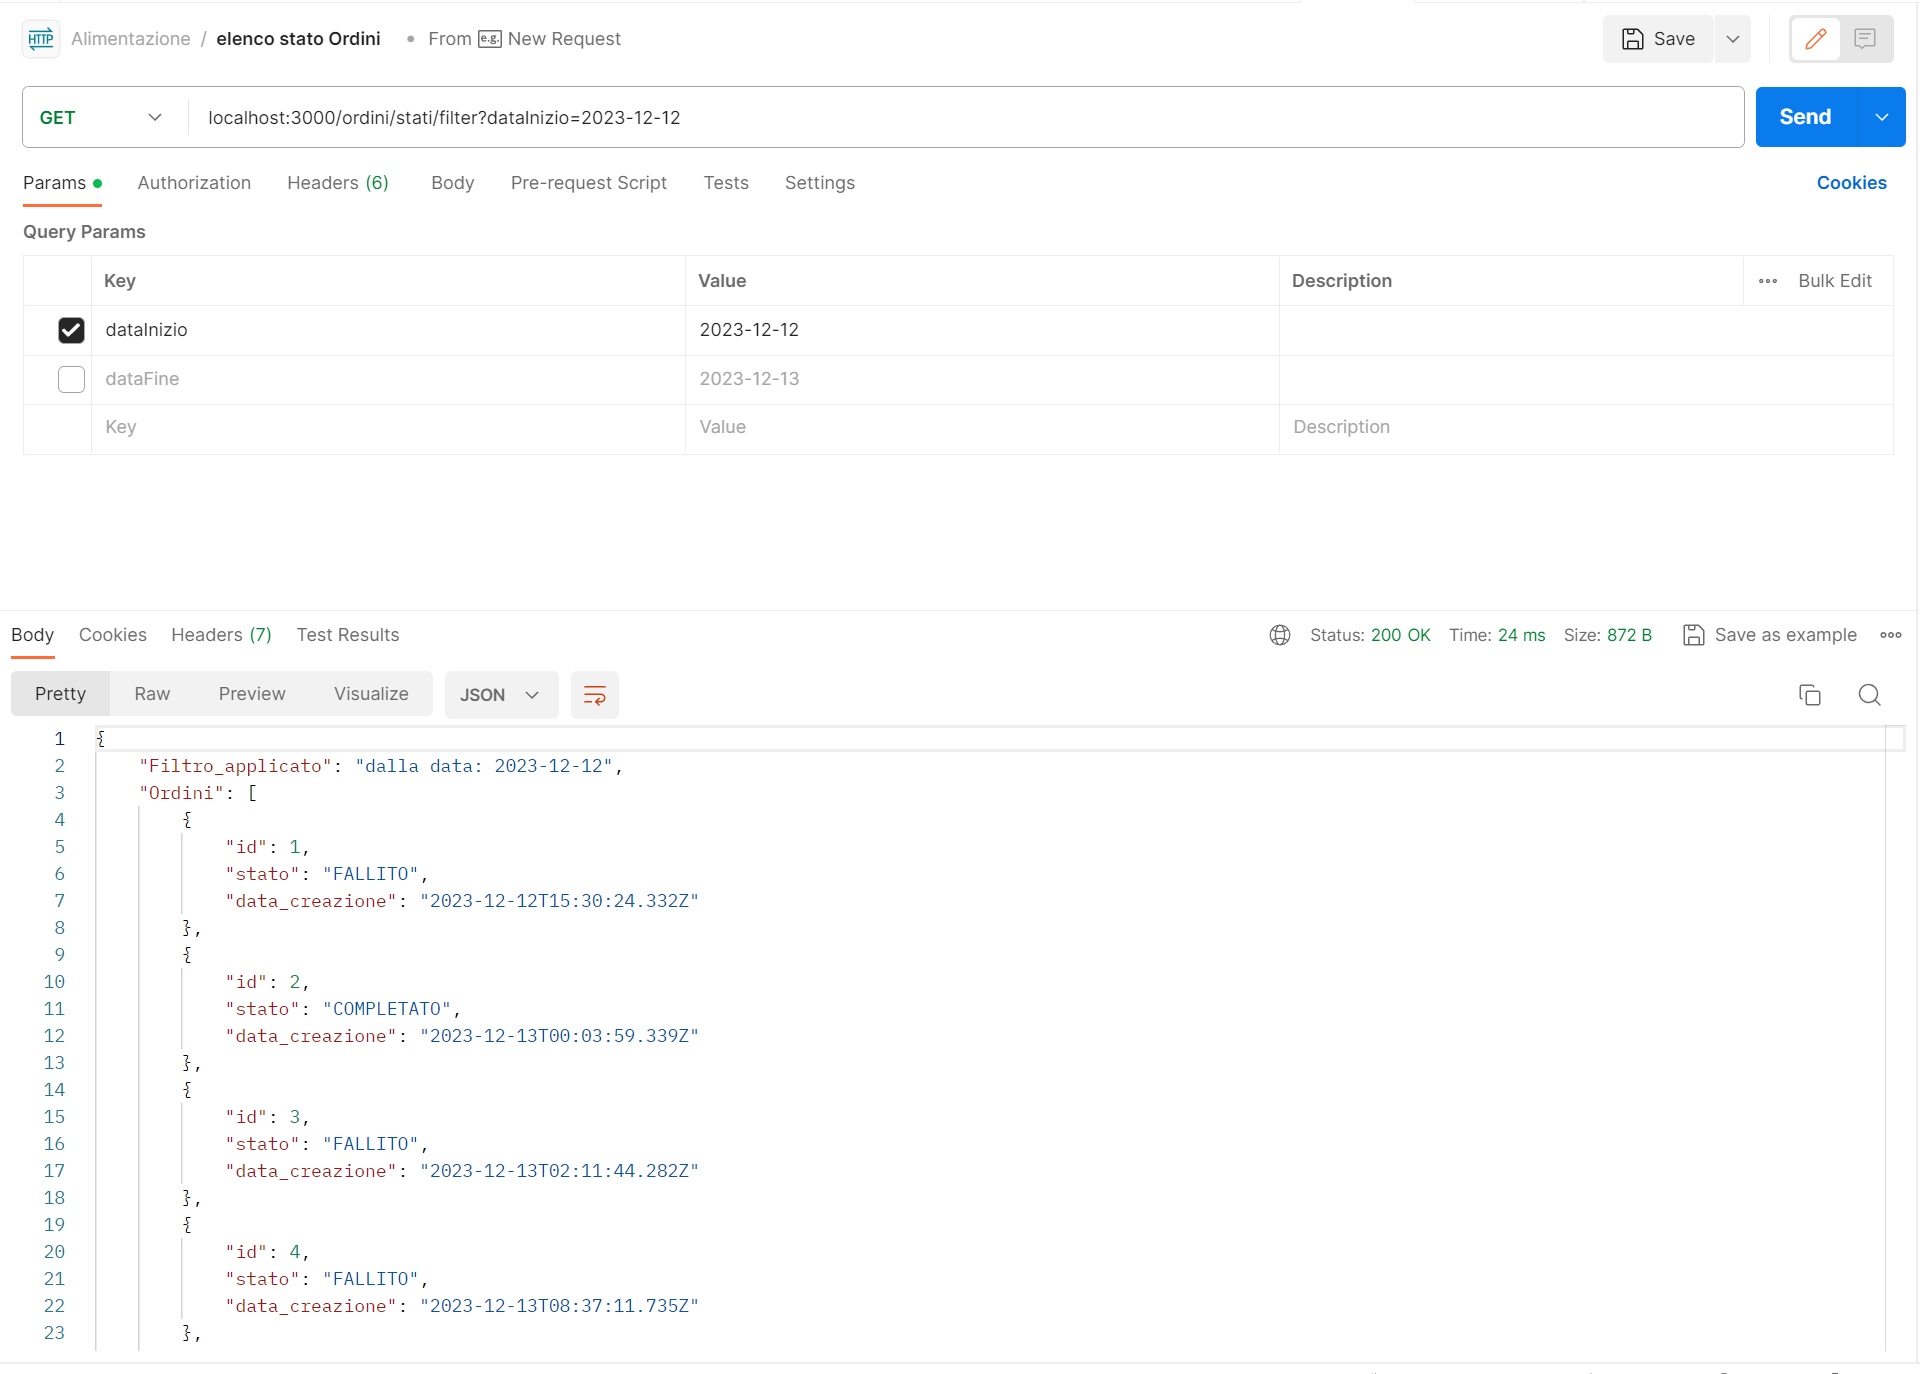 HTTP Alimentazione / elenco stato Ordini • From e.g. New Request Save
GET localhost:3000/ordini/stati/filter?dataInizio=2023-12-12 Send
Params Authorization Headers (6) Body Pre-request Script Tests Settings Cookies
Query Params
Key Value Description Bulk Edit
dataInizio 2023-12-12
dataFine 2023-12-13
Key Value Description
Body Cookies Headers (7) Test Results Status: 200 OK Time: 24 ms Size: 872 B Save as example
Pretty Raw Preview Visualize JSON
1 {
2 "Filtro_applicato": "dalla data: 2023-12-12",
3 "Ordini": [
4 {
5 "id": 1,
6 "stato": "FALLITO",
7 "data_creazione": "2023-12-12T15:30:24.332Z"
8 },
9 {
10 "id": 2,
11 "stato": "COMPLETATO",
12 "data_creazione": "2023-12-13T00:03:59.339Z"
13 },
14 {
15 "id": 3,
16 "stato": "FALLITO",
17 "data_creazione": "2023-12-13T02:11:44.282Z"
18 },
19 {
20 "id": 4,
21 "stato": "FALLITO",
22 "data_creazione": "2023-12-13T08:37:11.735Z"
23 },